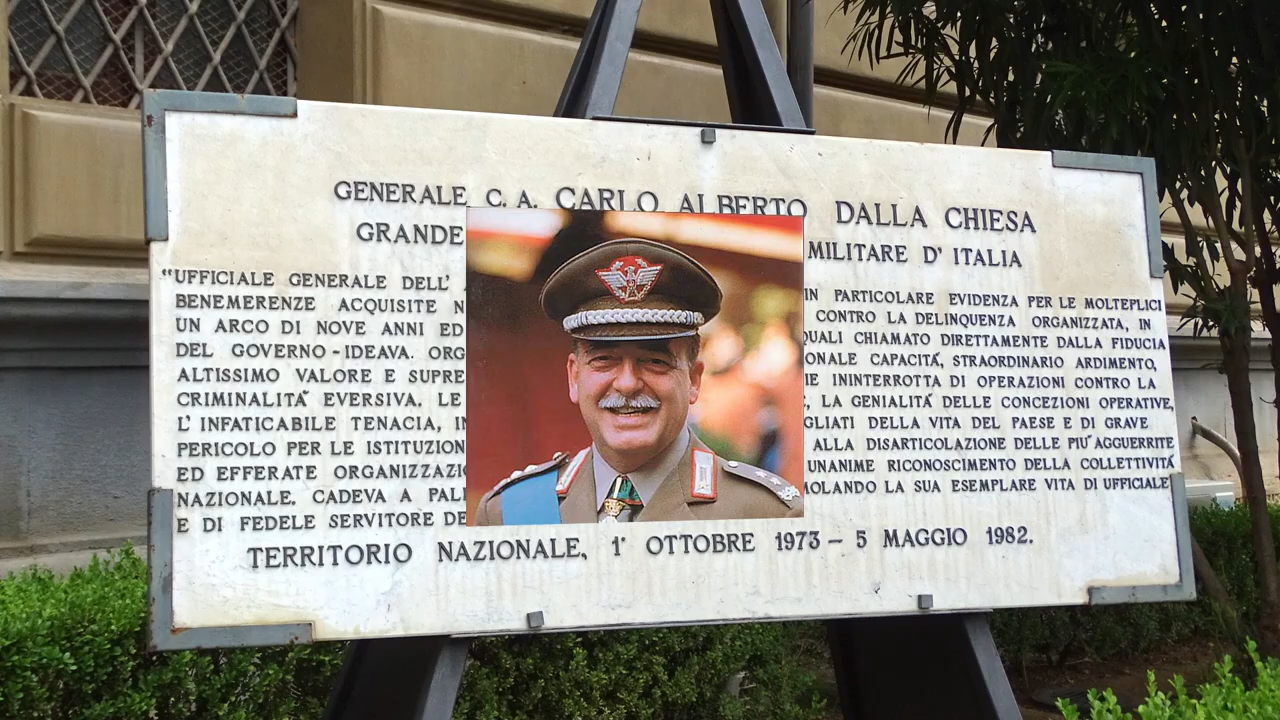 GENERALE C. A. CARLO ALBERTO DALLA CHIESA
GRANDE MILITARE D' ITALIA
"UFFICIALE GENERALE DELL' IN PARTICOLARE EVIDENZA PER LE MOLTEPLICI
BENEMERENZE ACQUISITE N CONTRO LA DELINQUENZA ORGANIZZATA, IN
UN ARCO DI NOVE ANNI ED QUALI CHIAMATO DIRETTAMENTE DALLA FIDUCIA
DEL GOVERNO - IDEAVA. ORG ONALE CAPACITÀ, STRAORDINARIO ARDIMENTO,
ALTISSIMO VALORE E SUPRE IE ININTERROTTA DI OPERAZIONI CONTRO LA
CRIMINALITÀ EVERSIVA. LE , LA GENIALITÀ DELLE CONCEZIONI OPERATIVE,
L' INFATICABILE TENACIA, IN GLIATI DELLA VITA DEL PAESE E DI GRAVE
PERICOLO PER LE ISTITUZION ALLA DISARTICOLAZIONE DELLE PIÙ AGGUERRITE
ED EFFERATE ORGANIZZAZI UNANIME RICONOSCIMENTO DELLA COLLETTIVITÀ
NAZIONALE. CADEVA A PAL MOLANDO LA SUA ESEMPLARE VITA DI UFFICIALE
E DI FEDELE SERVITORE DE
TERRITORIO NAZIONALE, 1° OTTOBRE 1973 – 5 MAGGIO 1982.